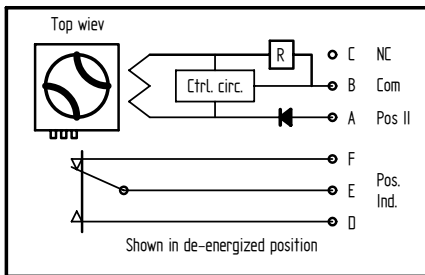 Top wiev
R
C NC
Ctrl. circ.
B Com
A Pos II
F
E Pos. Ind.
D
Shown in de-energized position